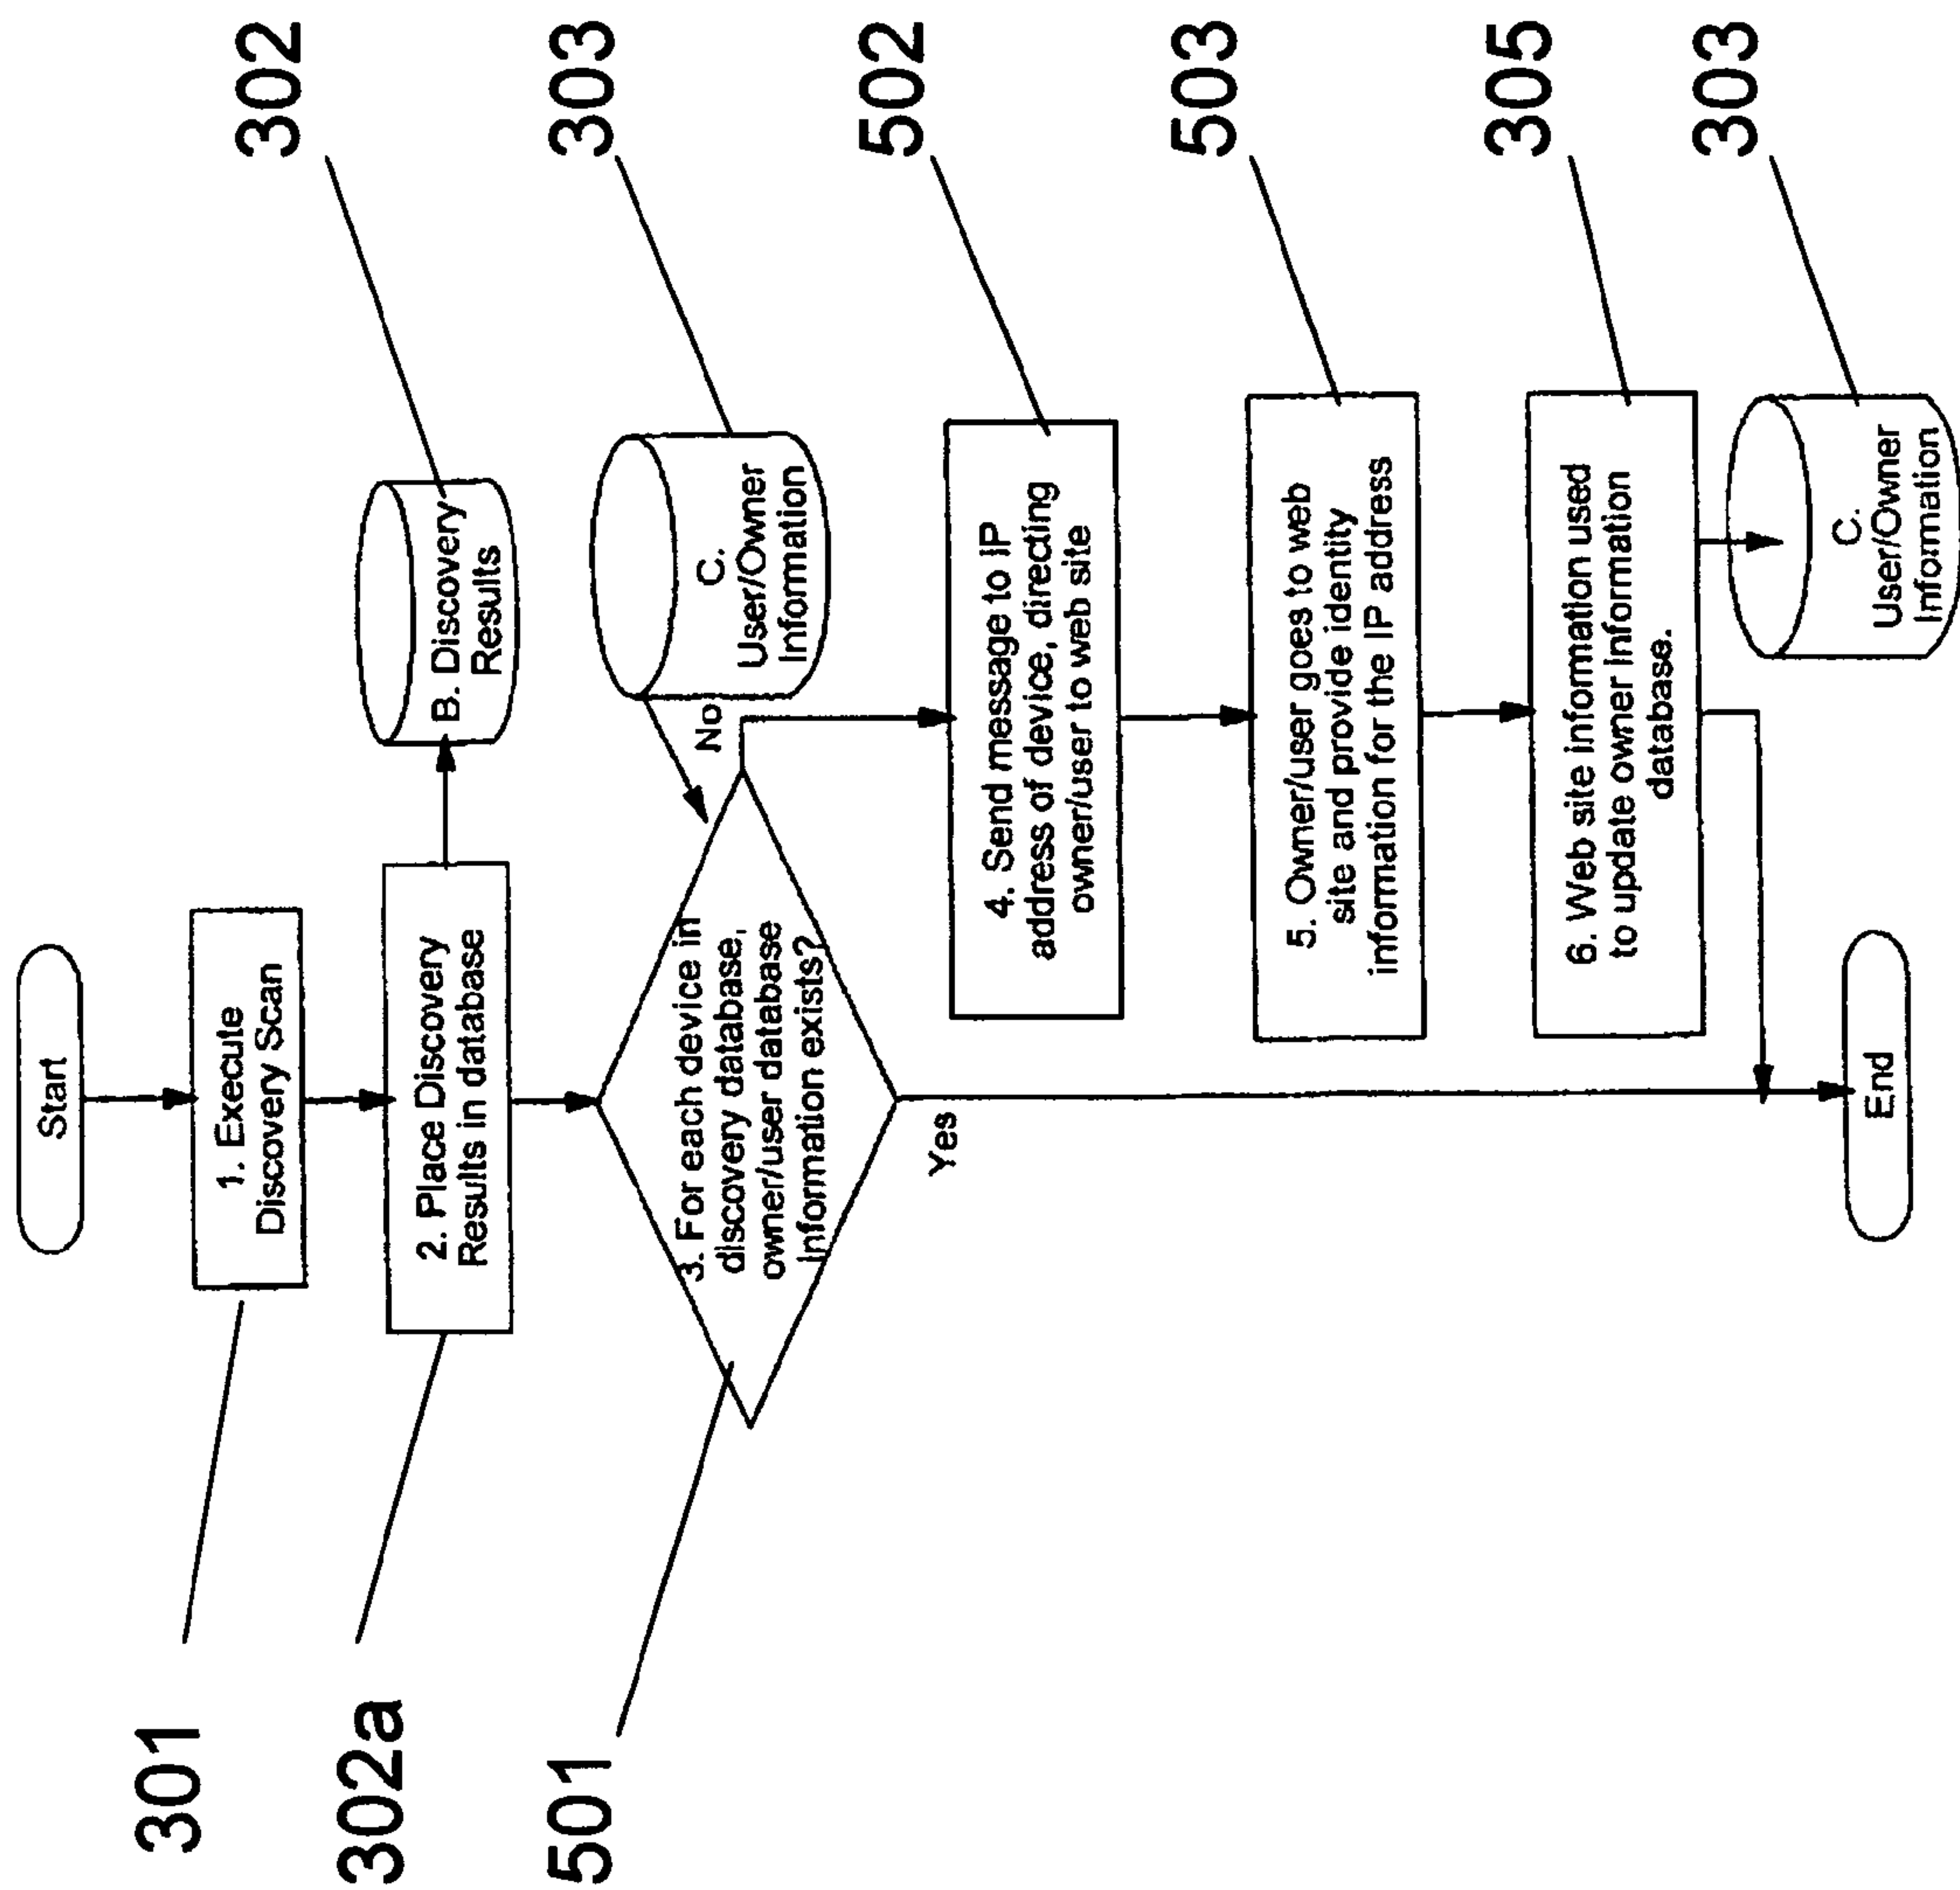 Start
301
1. Execute
Discovery Scan
302a
2. Place Discovery
Results in database
302
B. Discovery
Results
501
3. For each device in
discovery database,
owner/user database
information exists?
303
C.
User/Owner
Information
No
Yes
502
4. Send message to IP
address of device, directing
owner/user to web site
503
5. Owner/user goes to web
site and provide identity
information for the IP address
305
6. Web site information used
to update owner information
database.
303
C.
User/Owner
Information
End